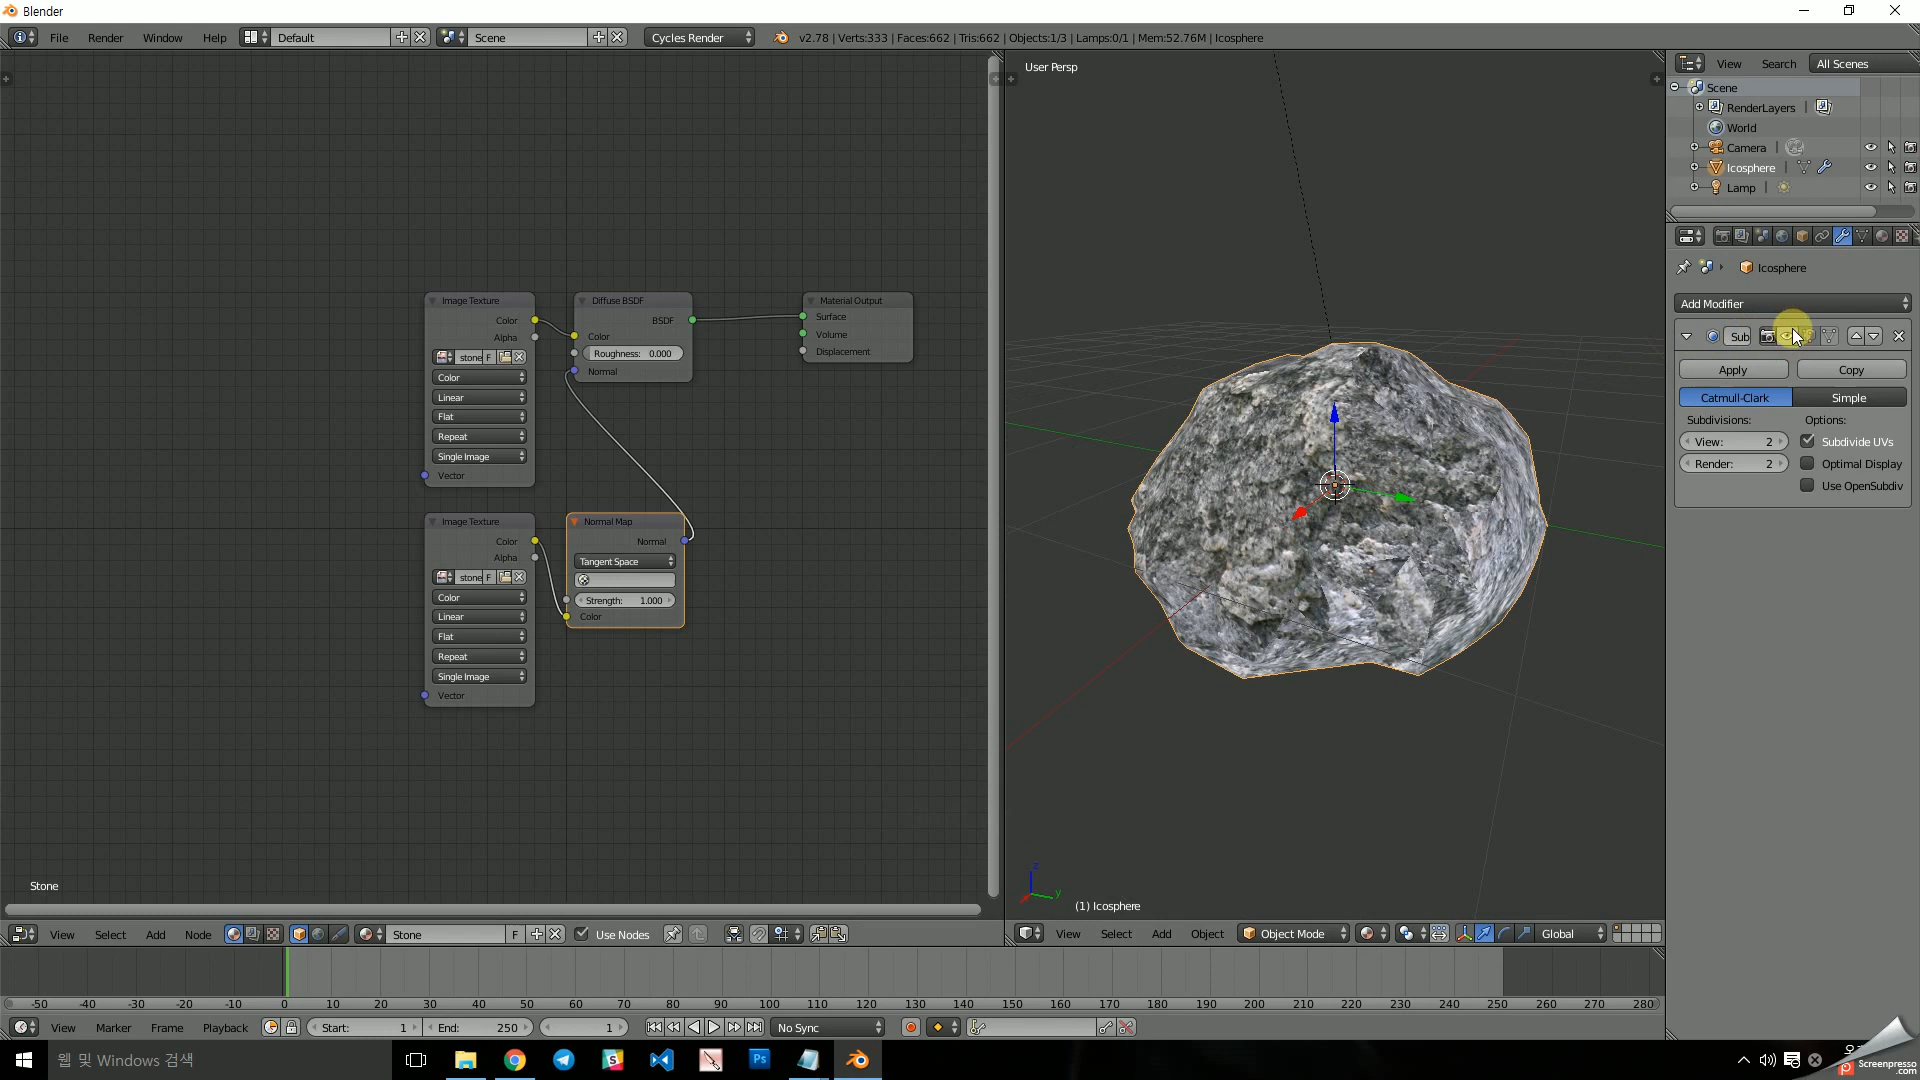 Blender
File Render Window Help Default Scene Cycles Render v2.78 | Verts:333 | Faces:662 | Tris:662 | Objects:1/3 | Lamps:0/1 | Mem:52.76M | Icosphere
User Persp
View Search All Scenes
Scene
RenderLayers
World
Camera
Icosphere
Lamp
Icosphere
Add Modifier
Sub
Apply Copy
Catmull-Clark Simple
Subdivisions: Options:
View: 2 Subdivide UVs
Render: 2 Optimal Display
Use OpenSubdiv
Image Texture
Color
Alpha
stone F
Color
Linear
Flat
Repeat
Single Image
Vector
Diffuse BSDF
BSDF
Color
Roughness: 0.000
Normal
Material Output
Surface
Volume
Displacement
Image Texture
Color
Alpha
stone F
Color
Linear
Flat
Repeat
Single Image
Vector
Normal Map
Normal
Tangent Space
Strength: 1.000
Color
Stone
z
y
(1) Icosphere
View Select Add Node Stone F Use Nodes
View Select Add Object Object Mode Global
-50 -40 -30 -20 -10 0 10 20 30 40 50 60 70 80 90 100 110 120 130 140 150 160 170 180 190 200 210 220 230 240 250 260 270 280
View Marker Frame Playback Start: 1 End: 250 1 No Sync
웹 및 Windows 검색
Ps
Screenpresso
.com